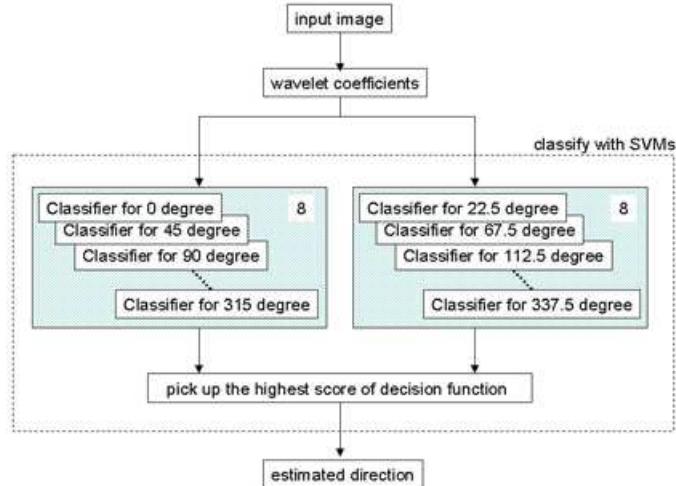 input image
wavelet coefficients
classify with SVMs
Classifier for 0 degree
8
Classifier for 45 degree
Classifier for 90 degree
Classifier for 315 degree
Classifier for 22.5 degree
8
Classifier for 67.5 degree
Classifier for 112.5 degree
Classifier for 337.5 degree
pick up the highest score of decision function
estimated direction